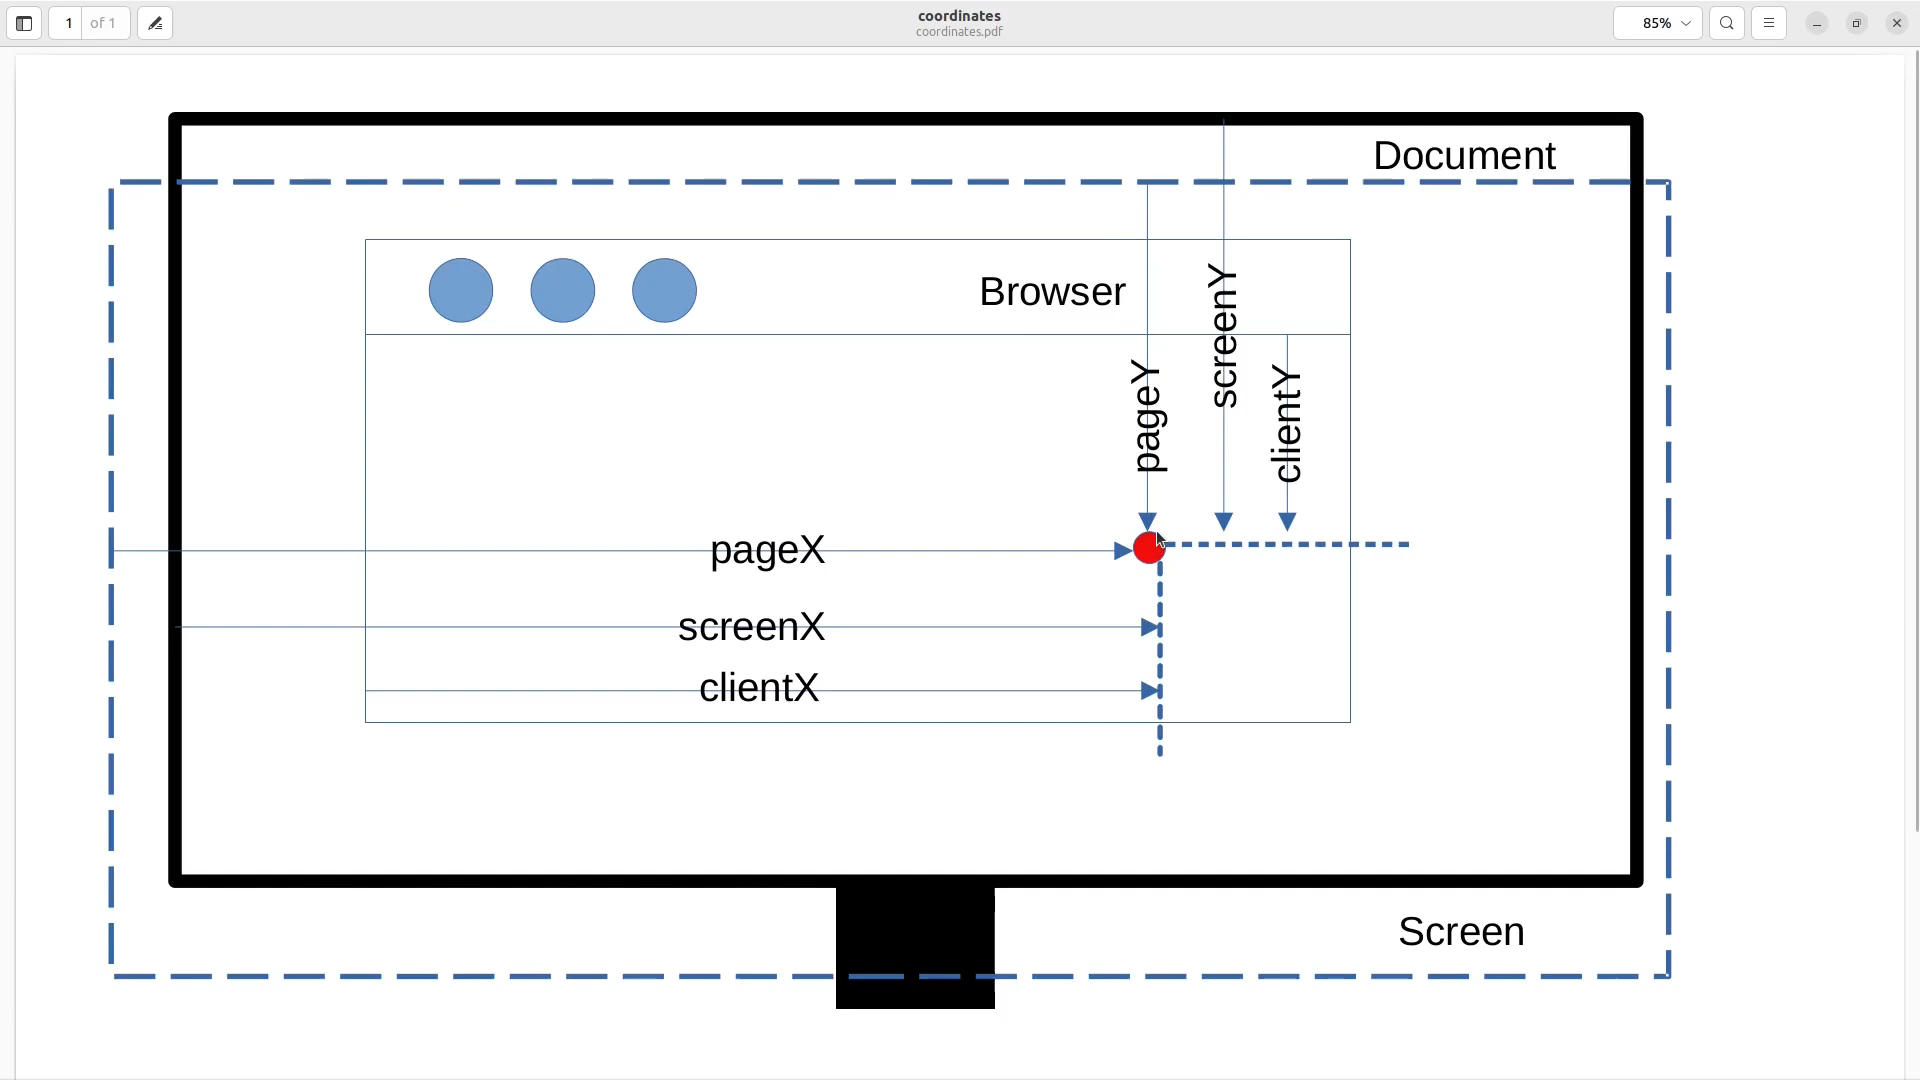 1 of 1
coordinates
coordinates.pdf
85%
Document
Browser
screenY
pageY
clientY
pageX
screenX
clientX
Screen